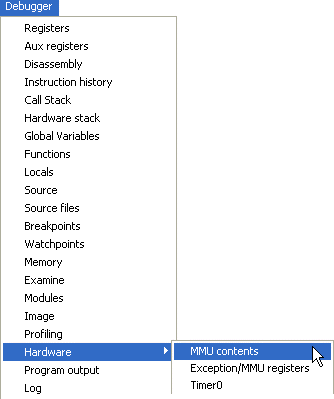 Debugger
Registers
Aux registers
Disassembly
Instruction history
Call Stack
Hardware stack
Global Variables
Functions
Locals
Source
Source files
Breakpoints
Watchpoints
Memory
Examine
Modules
Image
Profiling
Hardware
MMU contents
Exception/MMU registers
Timer0
Program output
Log